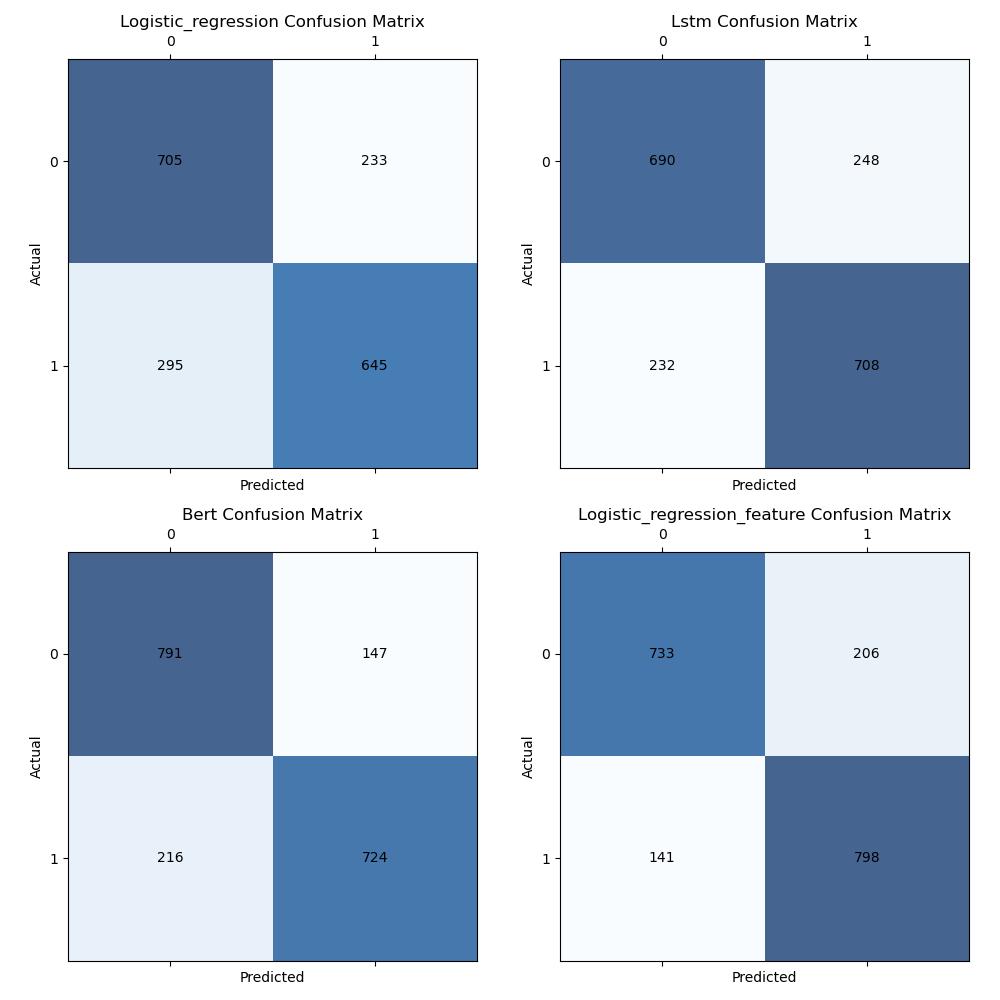 Logistic_regression Confusion Matrix
0 1
0 705 233
Actual
1 295 645
Predicted
Lstm Confusion Matrix
0 1
0 690 248
Actual
1 232 708
Predicted
Bert Confusion Matrix
0 1
0 791 147
Actual
1 216 724
Predicted
Logistic_regression_feature Confusion Matrix
0 1
0 733 206
Actual
1 141 798
Predicted